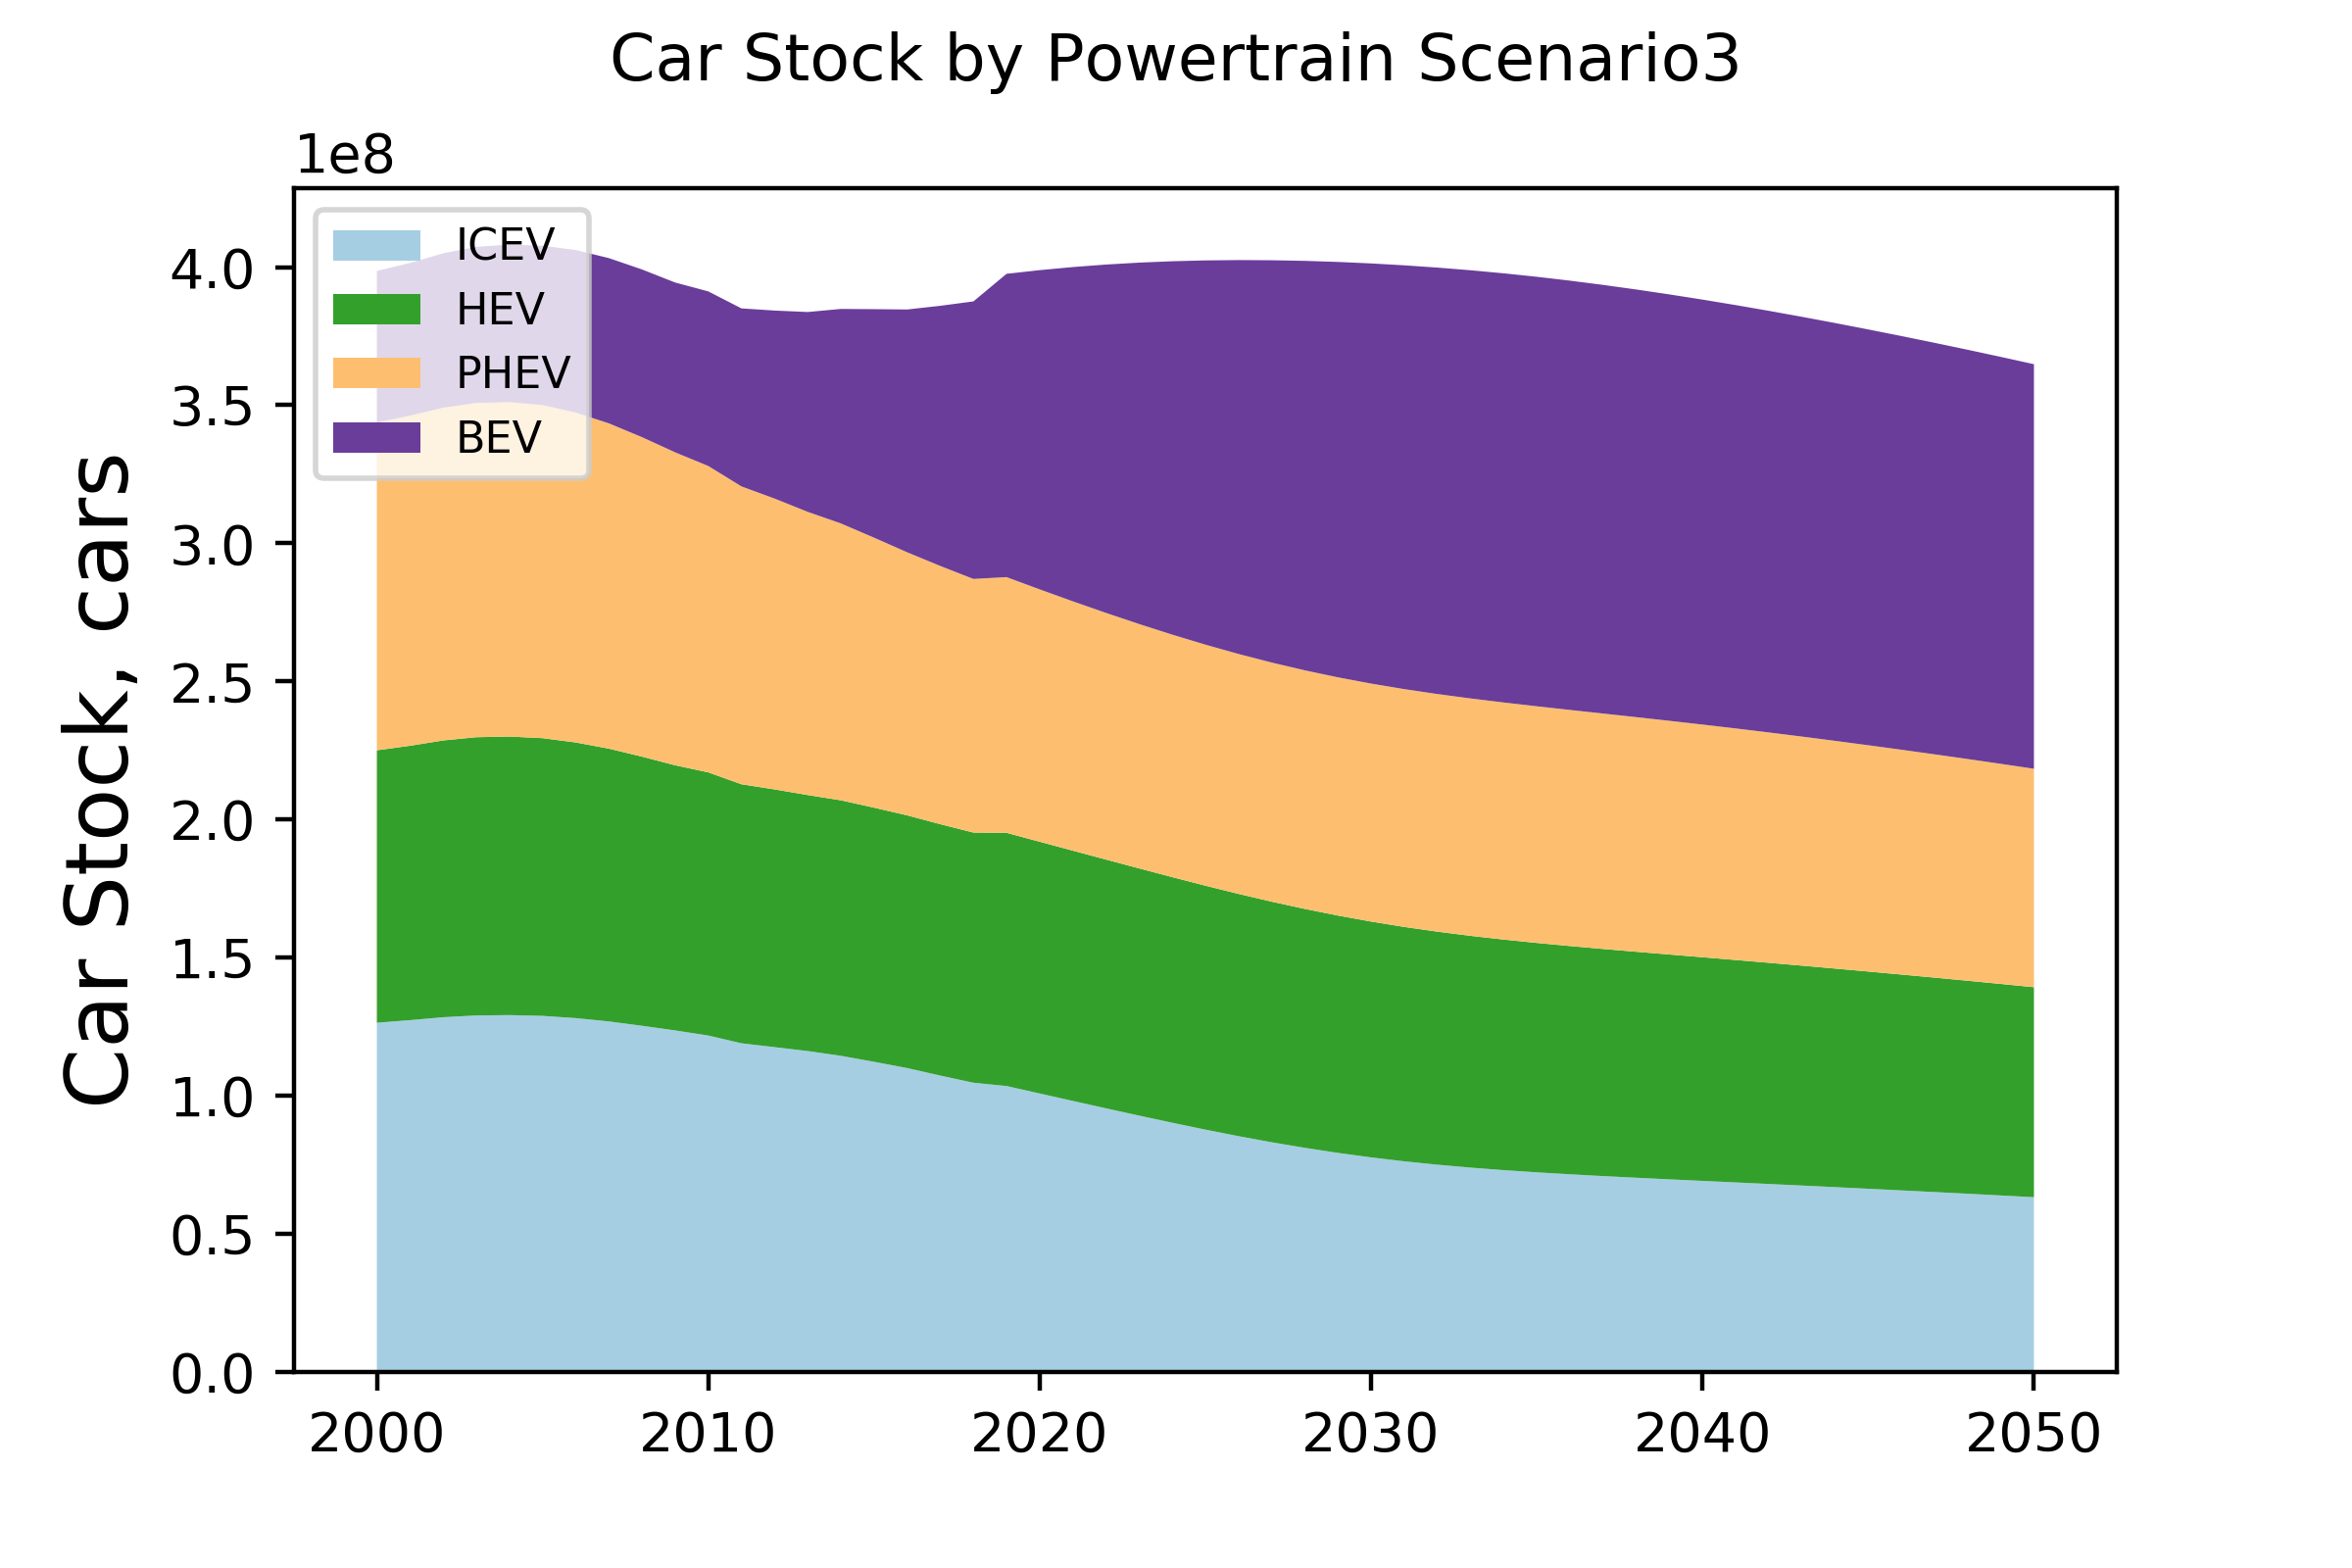 Car Stock by Powertrain Scenario3
1e8
ICEV
HEV
PHEV
BEV
Car Stock, cars
4.0
3.5
3.0
2.5
2.0
1.5
1.0
0.5
0.0
2000 2010 2020 2030 2040 2050